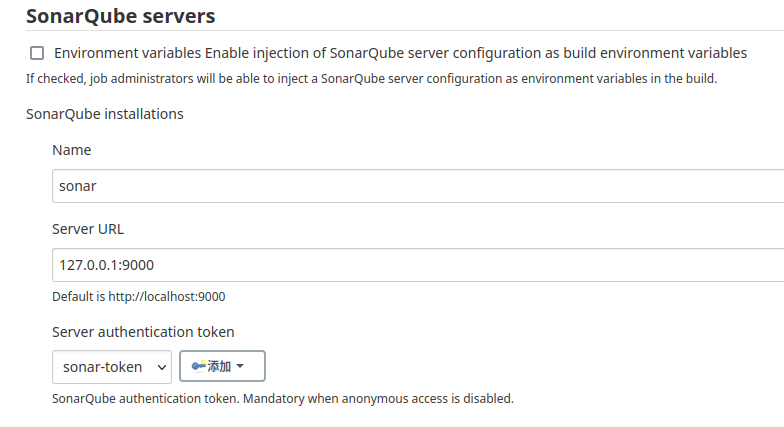 SonarQube servers
Environment variables Enable injection of SonarQube server configuration as build environment variables
If checked, job administrators will be able to inject a SonarQube server configuration as environment variables in the build.
SonarQube installations
Name
sonar
Server URL
127.0.0.1:9000
Default is http://localhost:9000
Server authentication token
sonar-token 添加
SonarQube authentication token. Mandatory when anonymous access is disabled.